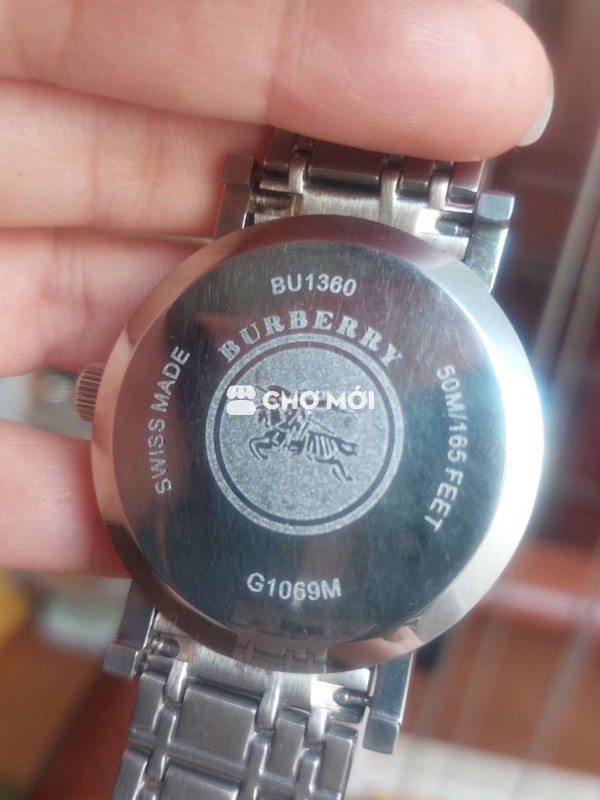 BU1360
BURBERRY
SWISS MADE
50M/165 FEET
CHỢ MỚI
G1069M